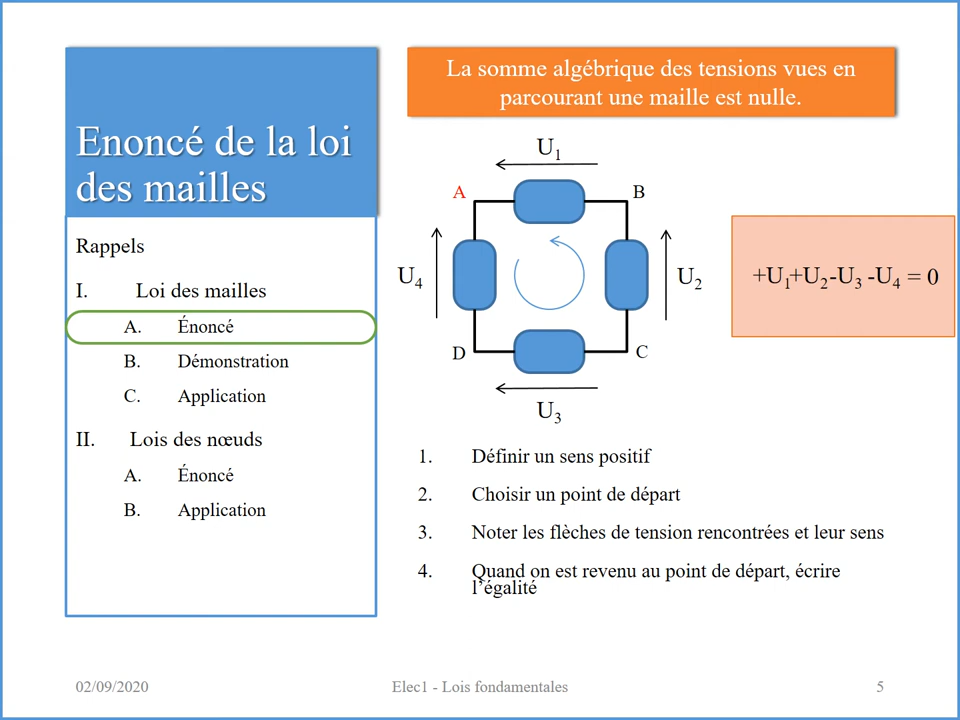 Enoncé de la loi
des mailles
Rappels
I. Loi des mailles
A. Énoncé
B. Démonstration
C. Application
II. Lois des nœuds
A. Énoncé
B. Application
La somme algébrique des tensions vues en
parcourant une maille est nulle.
U1
A
B
U4
U2
+U1+U2-U3 -U4 = 0
D
C
U3
1. Définir un sens positif
2. Choisir un point de départ
3. Noter les flèches de tension rencontrées et leur sens
4. Quand on est revenu au point de départ, écrire
l’égalité
02/09/2020
Elec1 - Lois fondamentales
5